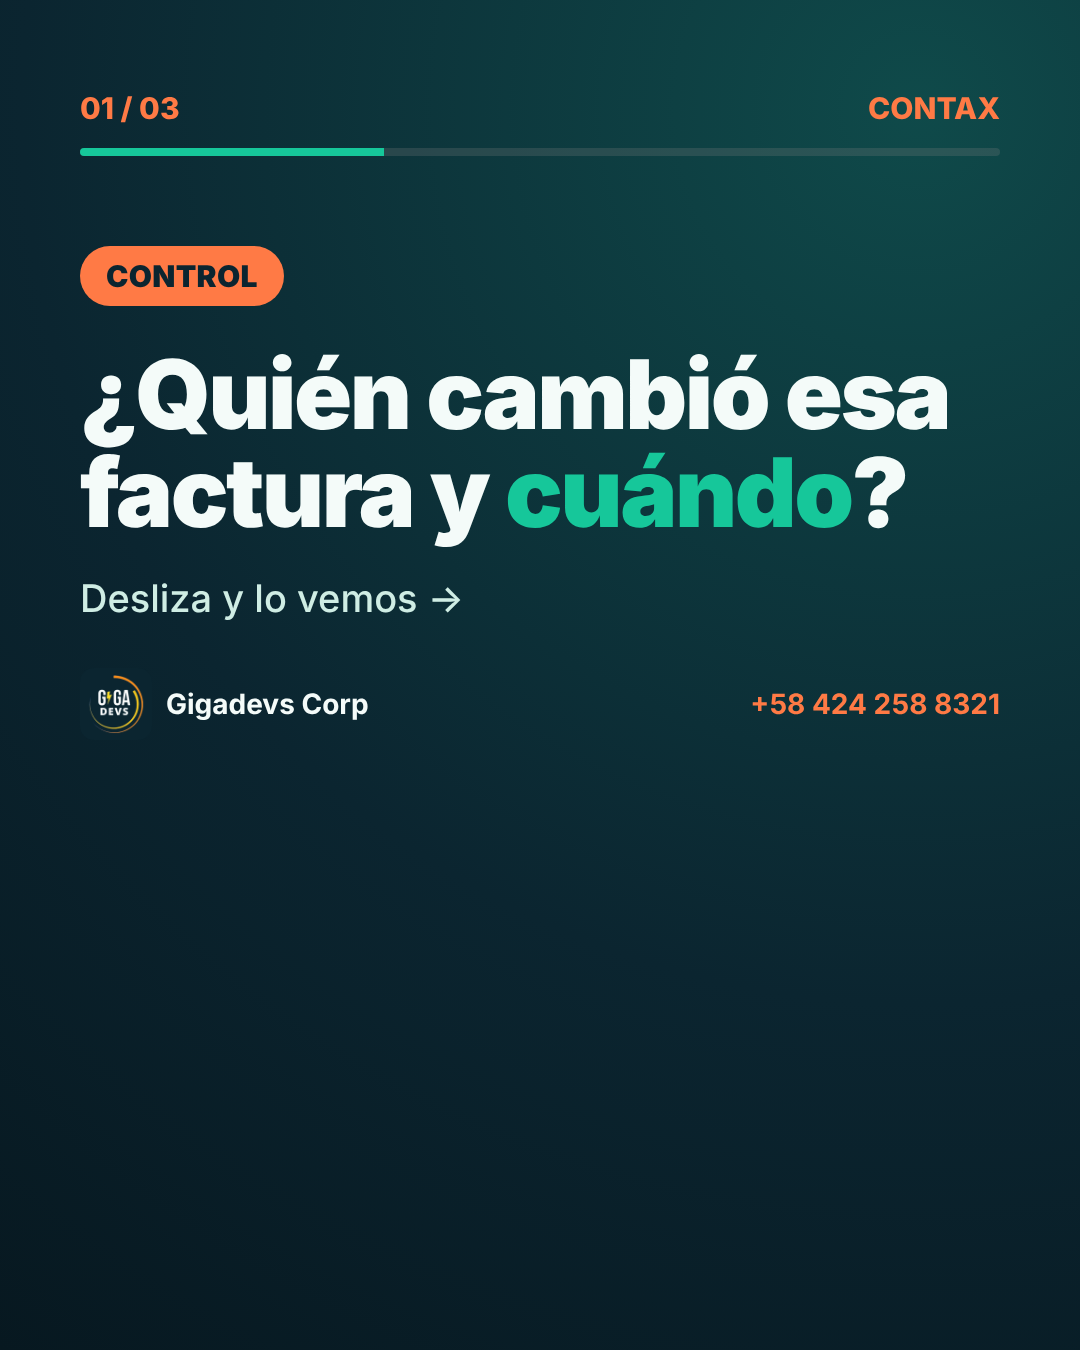 01 / 03
CONTAX
CONTROL
¿Quién cambió esa
factura y cuándo?
Desliza y lo vemos →
GIGA
DEVS
Gigadevs Corp
+58 424 258 8321